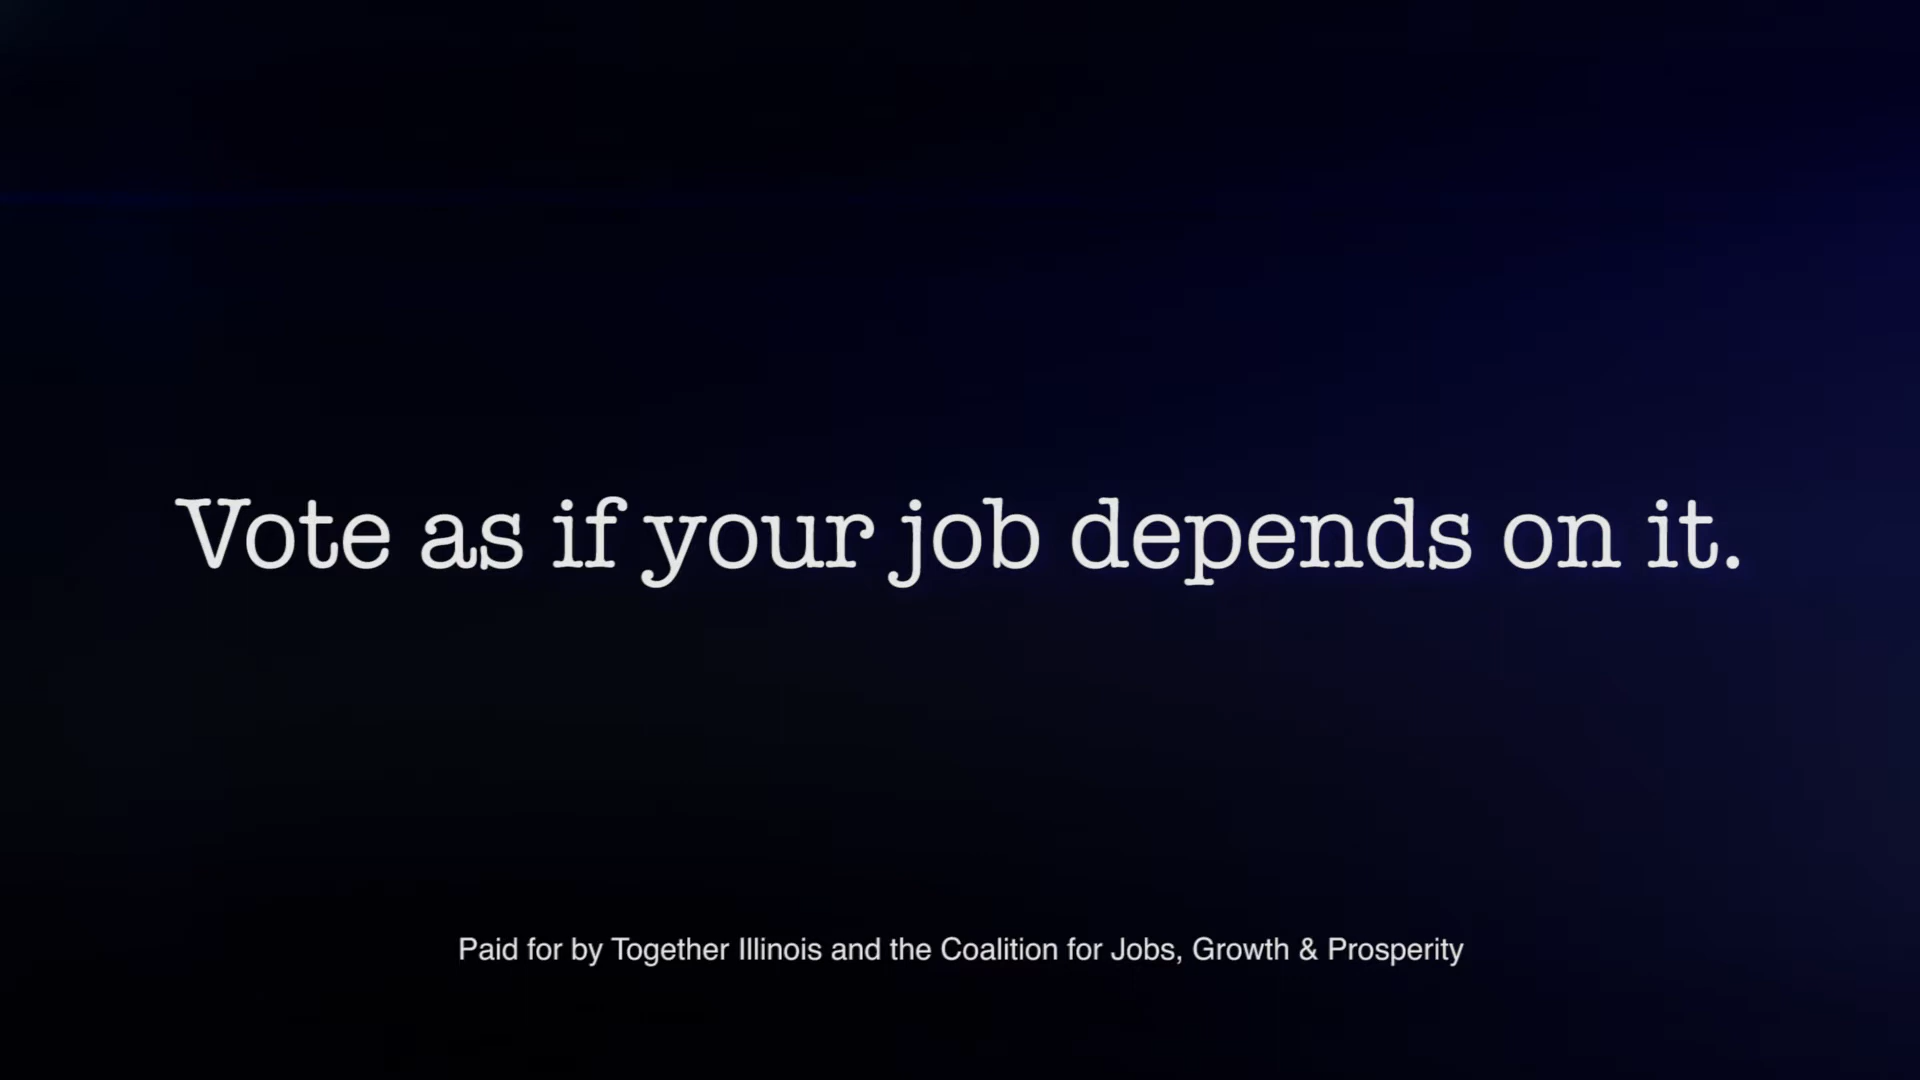 Vote as if your job depends on it.
Paid for by Together Illinois and the Coalition for Jobs, Growth & Prosperity